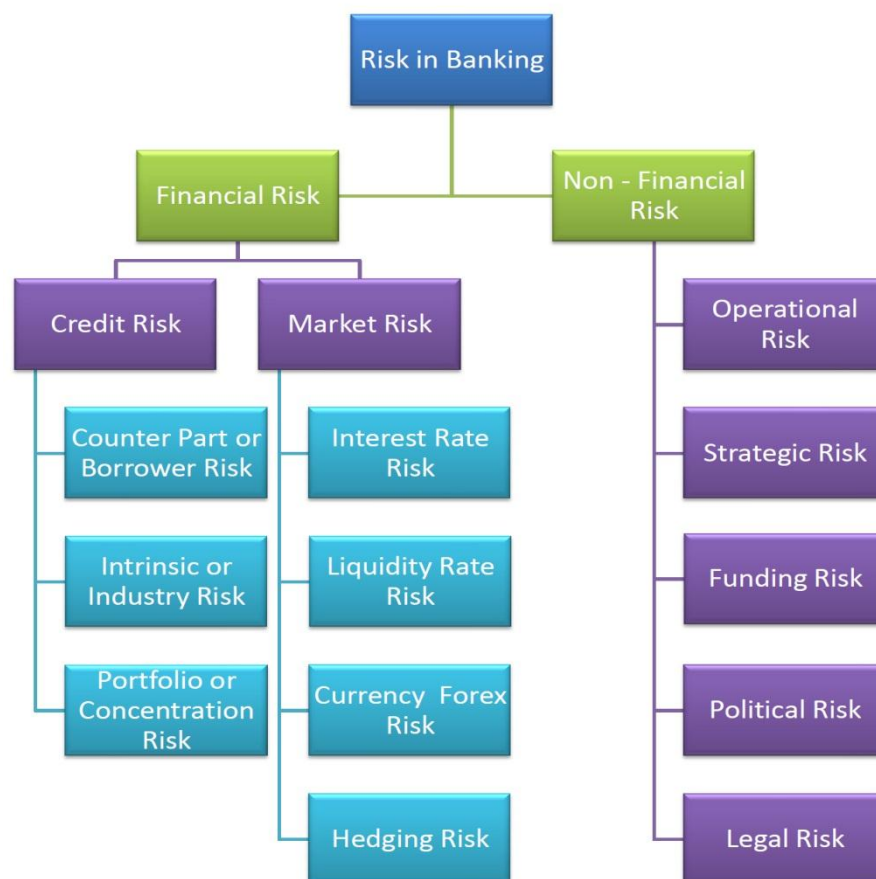 Risk in Banking
Financial Risk
Non - Financial
Risk
Credit Risk
Market Risk
Operational
Risk
Counter Part or
Borrower Risk
Interest Rate
Risk
Strategic Risk
Intrinsic or
Industry Risk
Liquidity Rate
Risk
Funding Risk
Portfolio or
Concentration
Risk
Currency  Forex
Risk
Political Risk
Hedging Risk
Legal Risk